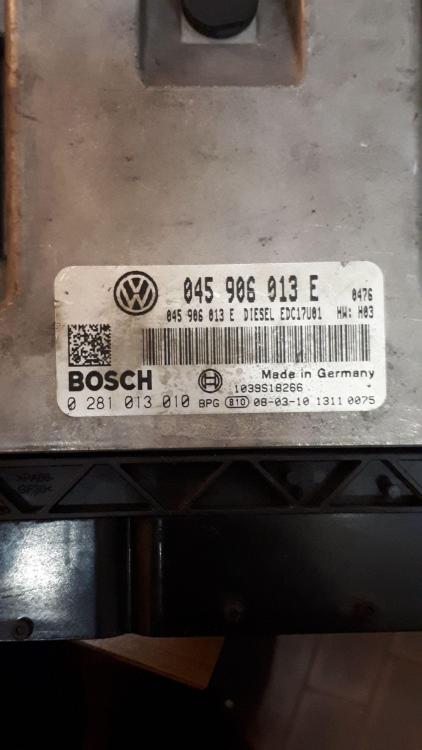 045 906 013 E 0476
045 906 013 E DIESEL EDC17U01 HW: H03
BOSCH Made in Germany
1039S18266
0 281 013 010 BPG 810 08-03-10 1311 0075